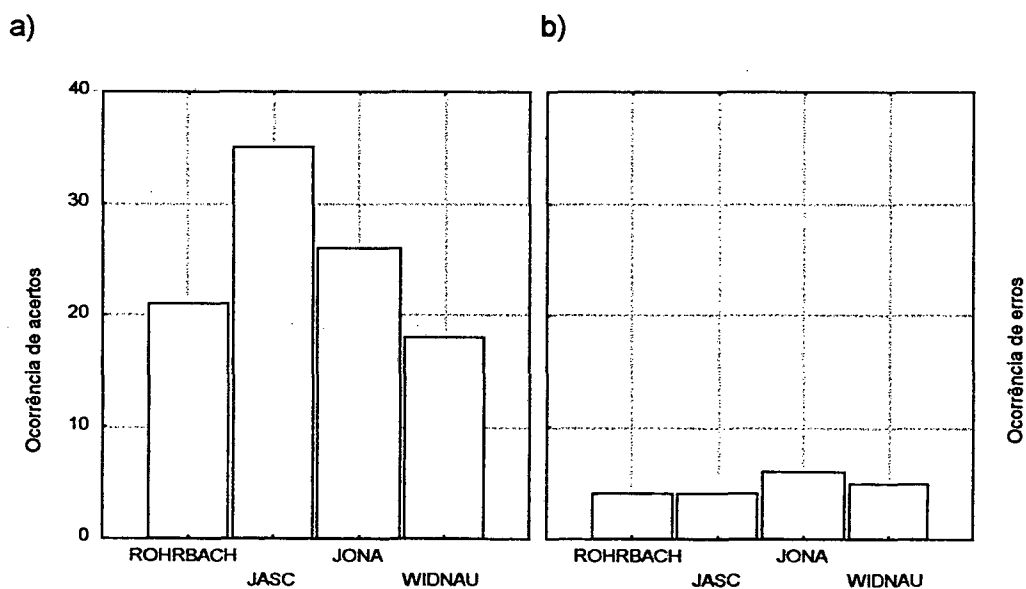 a)
b)
Ocorrência de acertos
40
30
20
10
0
ROHRBACH
JASC
JONA
WIDNAU
ROHRBACH
JASC
JONA
WIDNAU
Ocorrência de erros